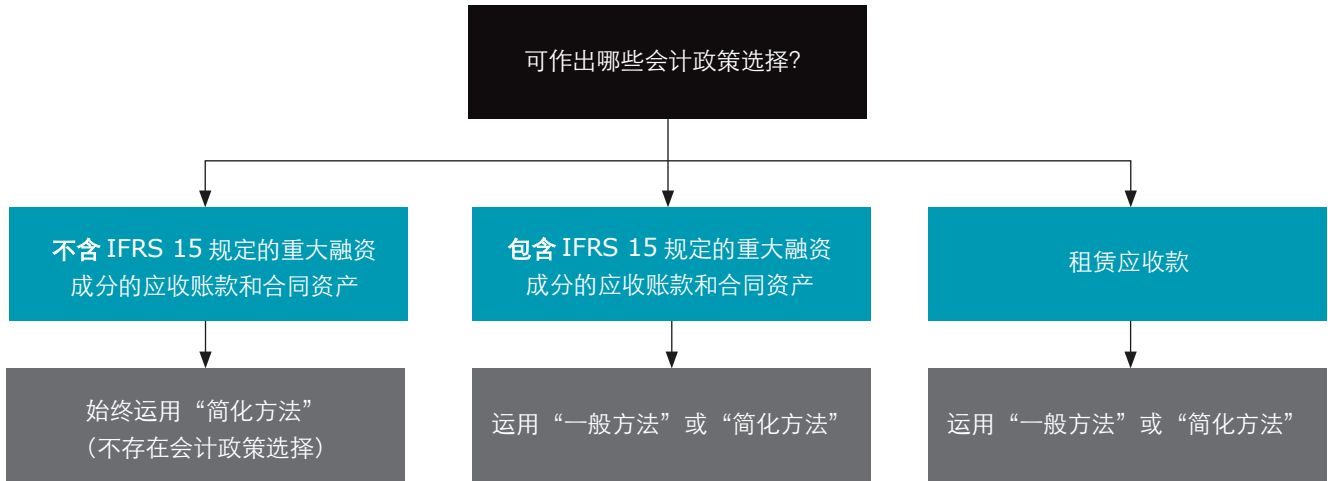 可作出哪些会计政策选择？
不含 IFRS 15 规定的重大融资
成分的应收账款和合同资产
包含 IFRS 15 规定的重大融资
成分的应收账款和合同资产
租赁应收款
始终运用“简化方法”
（不存在会计政策选择）
运用“一般方法”或“简化方法”
运用“一般方法”或“简化方法”